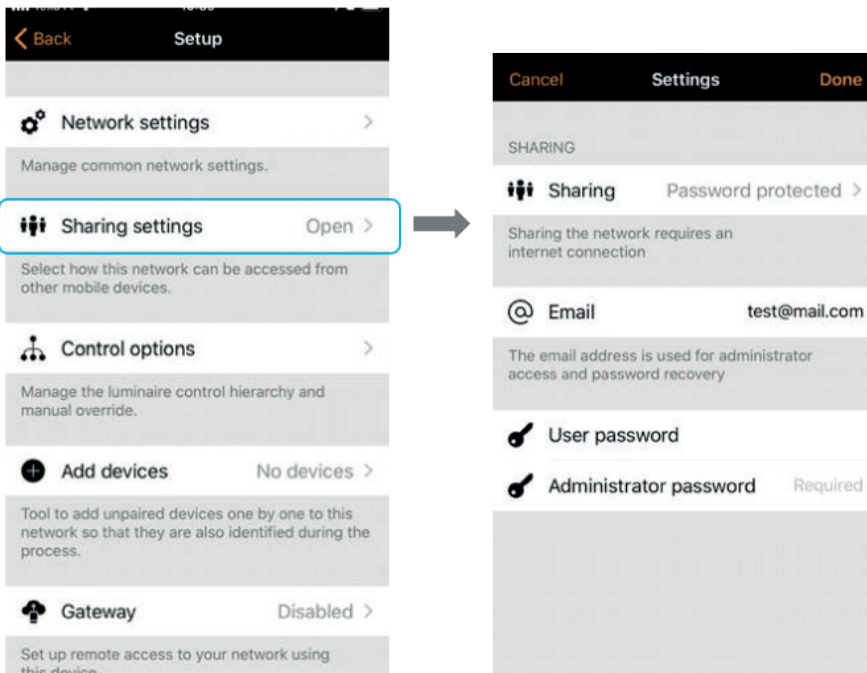 Back
Setup
Network settings
Manage common network settings.
Sharing settings
Open
Select how this network can be accessed from
other mobile devices.
Control options
Manage the luminaire control hierarchy and
manual override.
Add devices
No devices
Tool to add unpaired devices one by one to this
network so that they are also identified during the
process.
Gateway
Disabled
Set up remote access to your network using
this device
Cancel
Settings
Done
SHARING
Sharing
Password protected
Sharing the network requires an
internet connection
Email
test@mail.com
The email address is used for administrator
access and password recovery
User password
Administrator password
Required